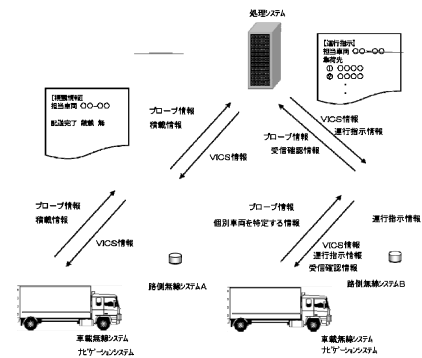 処理システム
【運行指示】
担当車両 〇〇-〇〇
集荷先
① 〇〇〇〇
② 〇〇〇〇
・
・
【積載情報】
担当車両 〇〇-〇〇
配送完了 積載 無
プローブ情報
積載情報
VICS情報
プローブ情報
受信確認情報
VICS情報
運行指示情報
プローブ情報
積載情報
VICS情報
プローブ情報
個別車両を特定する情報
運行指示情報
VICS情報
運行指示情報
受信確認情報
路側無線システムA
路側無線システムB
車載無線システム
ナビゲーションシステム
車載無線システム
ナビゲーションシステム